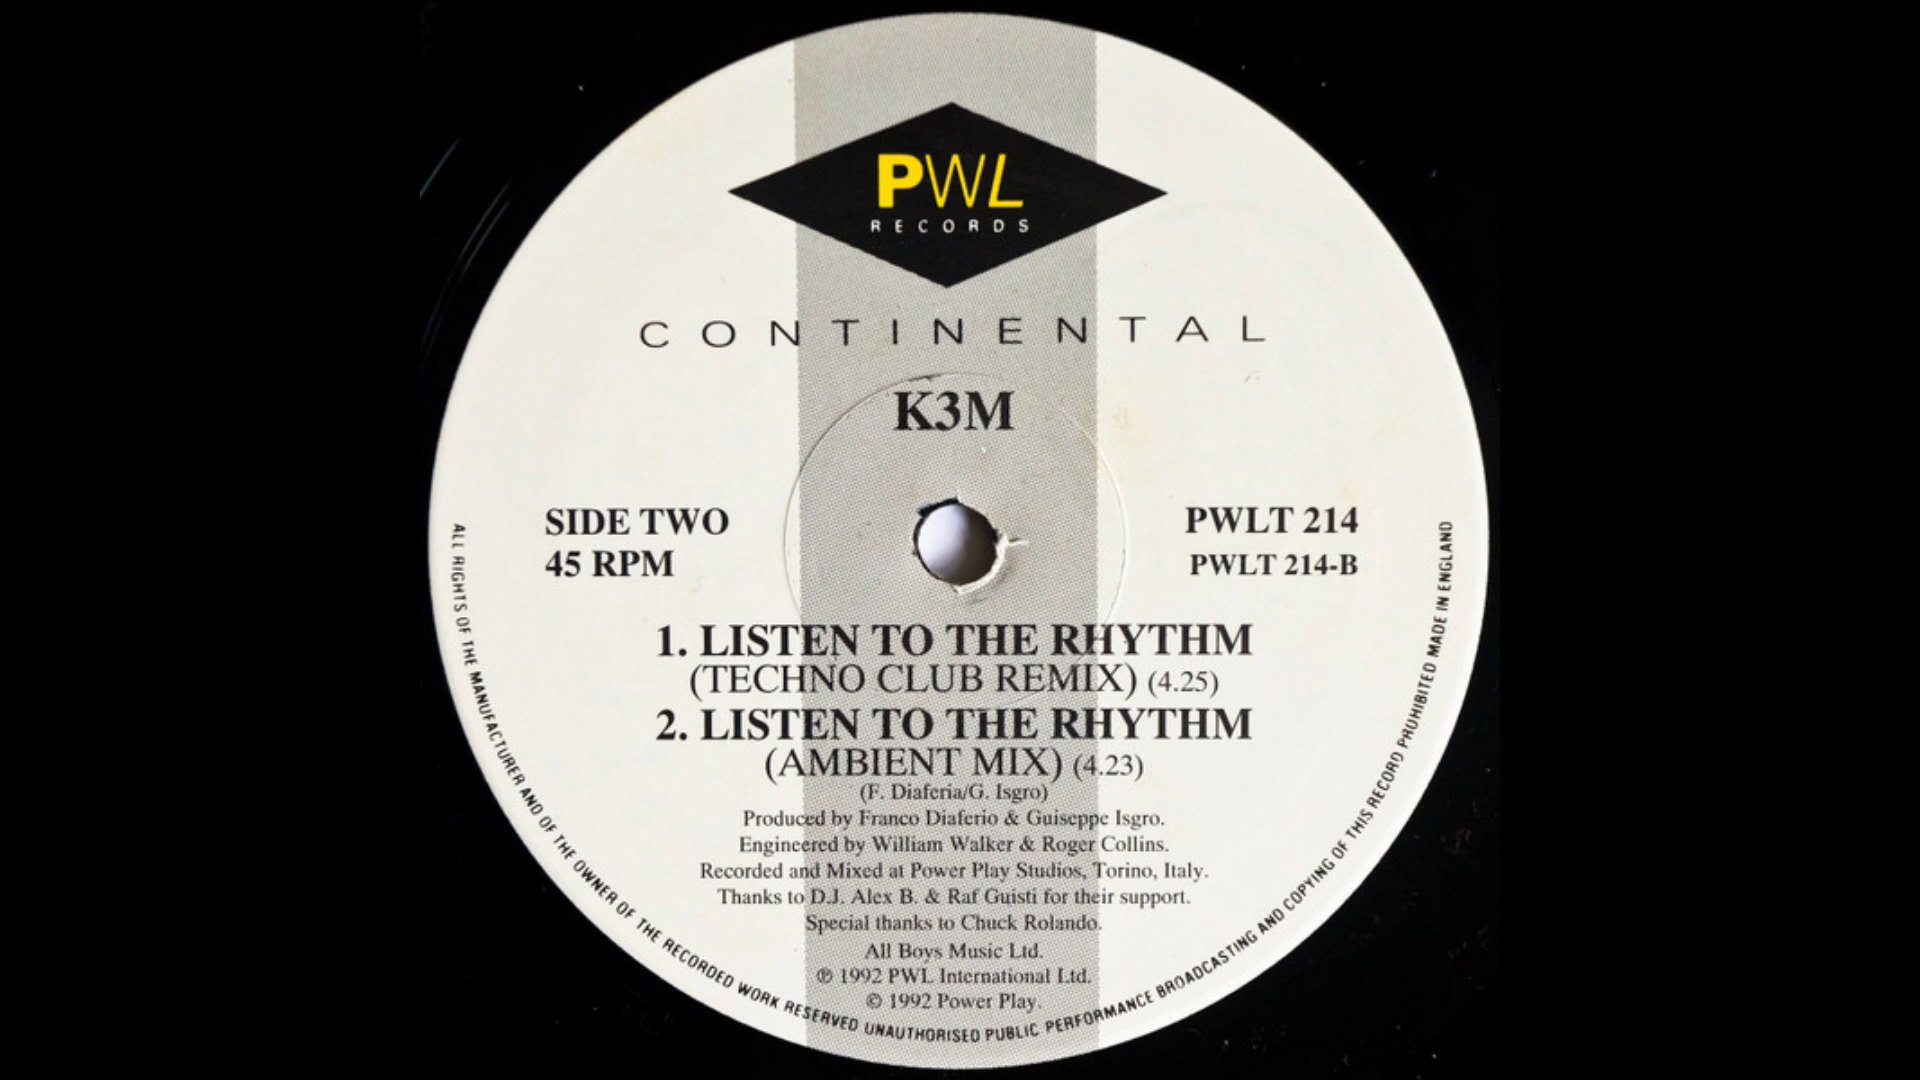 PWL
RECORDS
CONTINENTAL
K3M
SIDE TWO
45 RPM
PWLT 214
PWLT 214-B
1. LISTEN TO THE RHYTHM
(TECHNO CLUB REMIX) (4.25)
2. LISTEN TO THE RHYTHM
(AMBIENT MIX) (4.23)
(F. Diaferia/G. Isgro)
Produced by Franco Diaferio & Guiseppe Isgro.
Engineered by William Walker & Roger Collins.
Recorded and Mixed at Power Play Studios, Torino, Italy.
Thanks to D.J. Alex B. & Raf Guisti for their support.
Special thanks to Chuck Rolando.
All Boys Music Ltd.
℗ 1992 PWL International Ltd.
© 1992 Power Play.
ALL RIGHTS OF THE MANUFACTURER AND OF THE OWNER OF THE RECORDED WORK RESERVED UNAUTHORISED PUBLIC PERFORMANCE BROADCASTING AND COPYING OF THIS RECORD PROHIBITED MADE IN ENGLAND